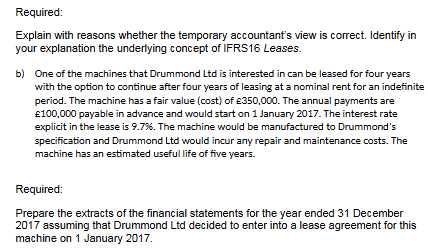 Required:
Explain with reasons whether the temporary accountant's view is correct. Identify in
your explanation the underlying concept of IFRS16 Leases.
b) One of the machines that Drummond Ltd is interested in can be leased for four years
with the option to continue after four years of leasing at a nominal rent for an indefinite
period. The machine has a fair value (cost) of £350,000. The annual payments are
£100,000 payable in advance and would start on 1 January 2017. The interest rate
explicit in the lease is 9.7%. The machine would be manufactured to Drummond's
specification and Drummond Ltd would incur any repair and maintenance costs. The
machine has an estimated useful life of five years.
Required:
Prepare the extracts of the financial statements for the year ended 31 December
2017 assuming that Drummond Ltd decided to enter into a lease agreement for this
machine on 1 January 2017.